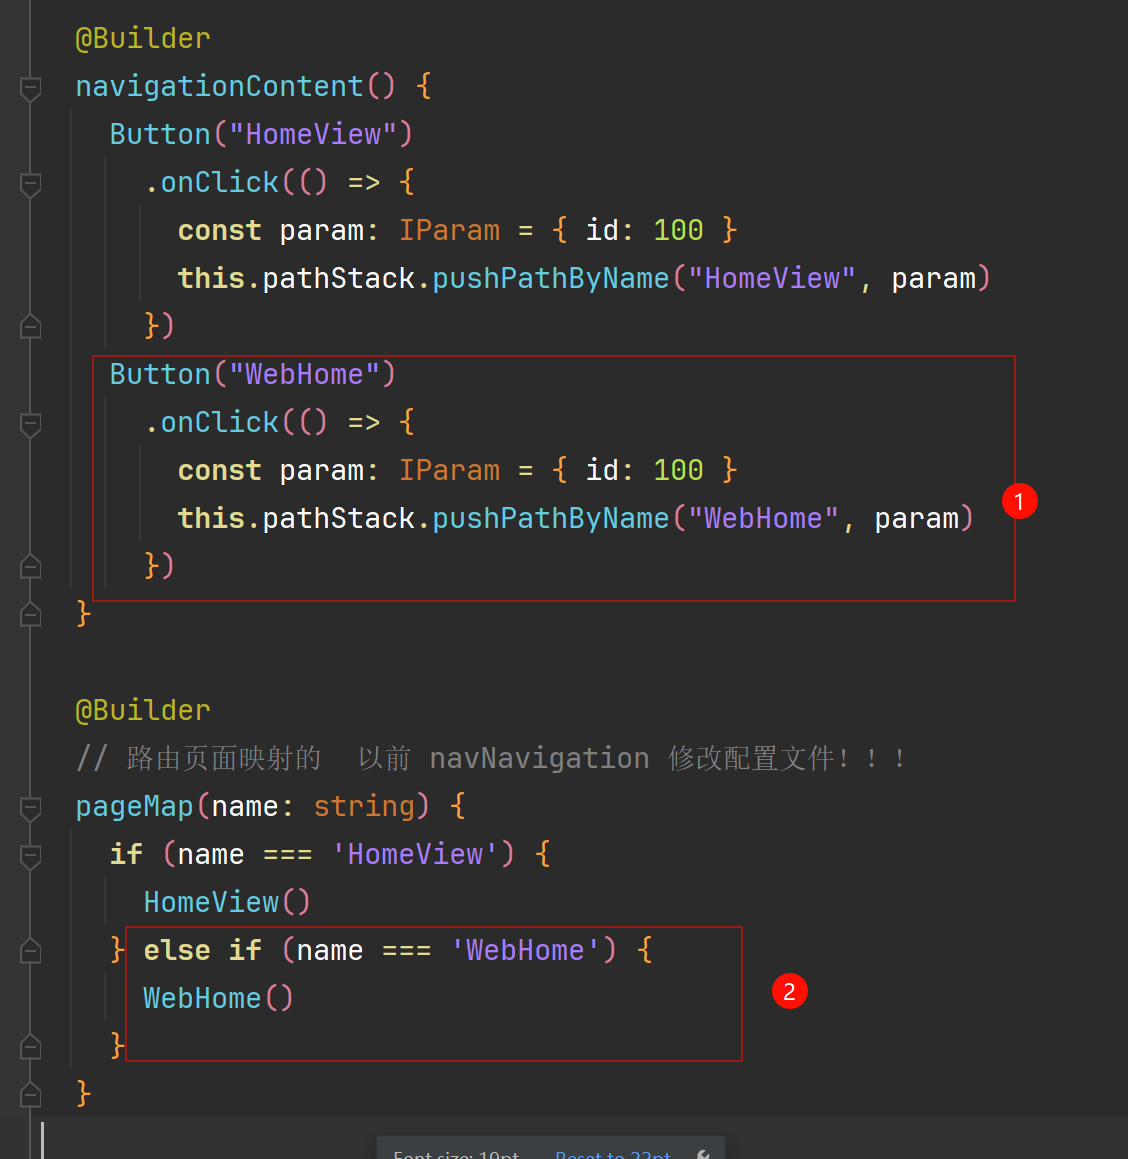 @Builder
navigationContent() {
Button("HomeView")
.onClick(() => {
const param: IParam = { id: 100 }
this.pathStack.pushPathByName("HomeView", param)
})
Button("WebHome")
.onClick(() => {
const param: IParam = { id: 100 }
this.pathStack.pushPathByName("WebHome", param)
1
})
}
@Builder
// 路由页面映射的  以前 navNavigation 修改配置文件！！！
pageMap(name: string) {
if (name === 'HomeView') {
HomeView()
} else if (name === 'WebHome') {
WebHome()
2
}
}
Font size: 19pt Reset to 22pt